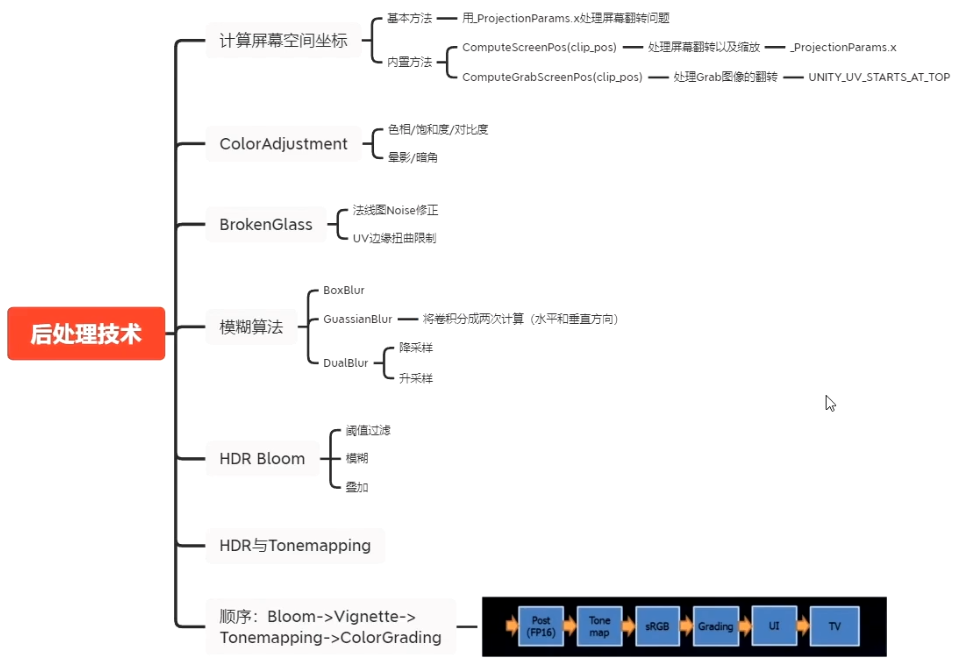 后处理技术
计算屏幕空间坐标
基本方法
用_ProjectionParams.x处理屏幕翻转问题
内置方法
ComputeScreenPos(clip_pos)
处理屏幕翻转以及缩放
_ProjectionParams.x
ComputeGrabScreenPos(clip_pos)
处理Grab图像的翻转
UNITY_UV_STARTS_AT_TOP
ColorAdjustment
色相/饱和度/对比度
晕影/暗角
BrokenGlass
法线图Noise修正
UV边缘扭曲限制
模糊算法
BoxBlur
GuassianBlur
将卷积分成两次计算（水平和垂直方向）
DualBlur
降采样
升采样
HDR Bloom
阈值过滤
模糊
叠加
HDR与Tonemapping
顺序：Bloom->Vignette->
Tonemapping->ColorGrading
Post
(FP16)
Tone
map
sRGB
Grading
UI
TV